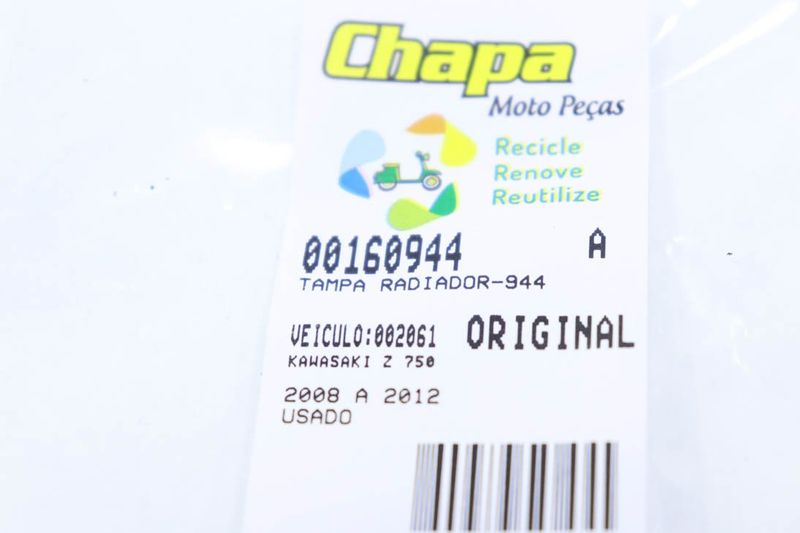 Chapa
Moto Peças
Recicle
Renove
Reutilize
00160944 A
TAMPA RADIADOR-944
VEICULO:002061 ORIGINAL
KAWASAKI Z 750
2008 A 2012
USADO